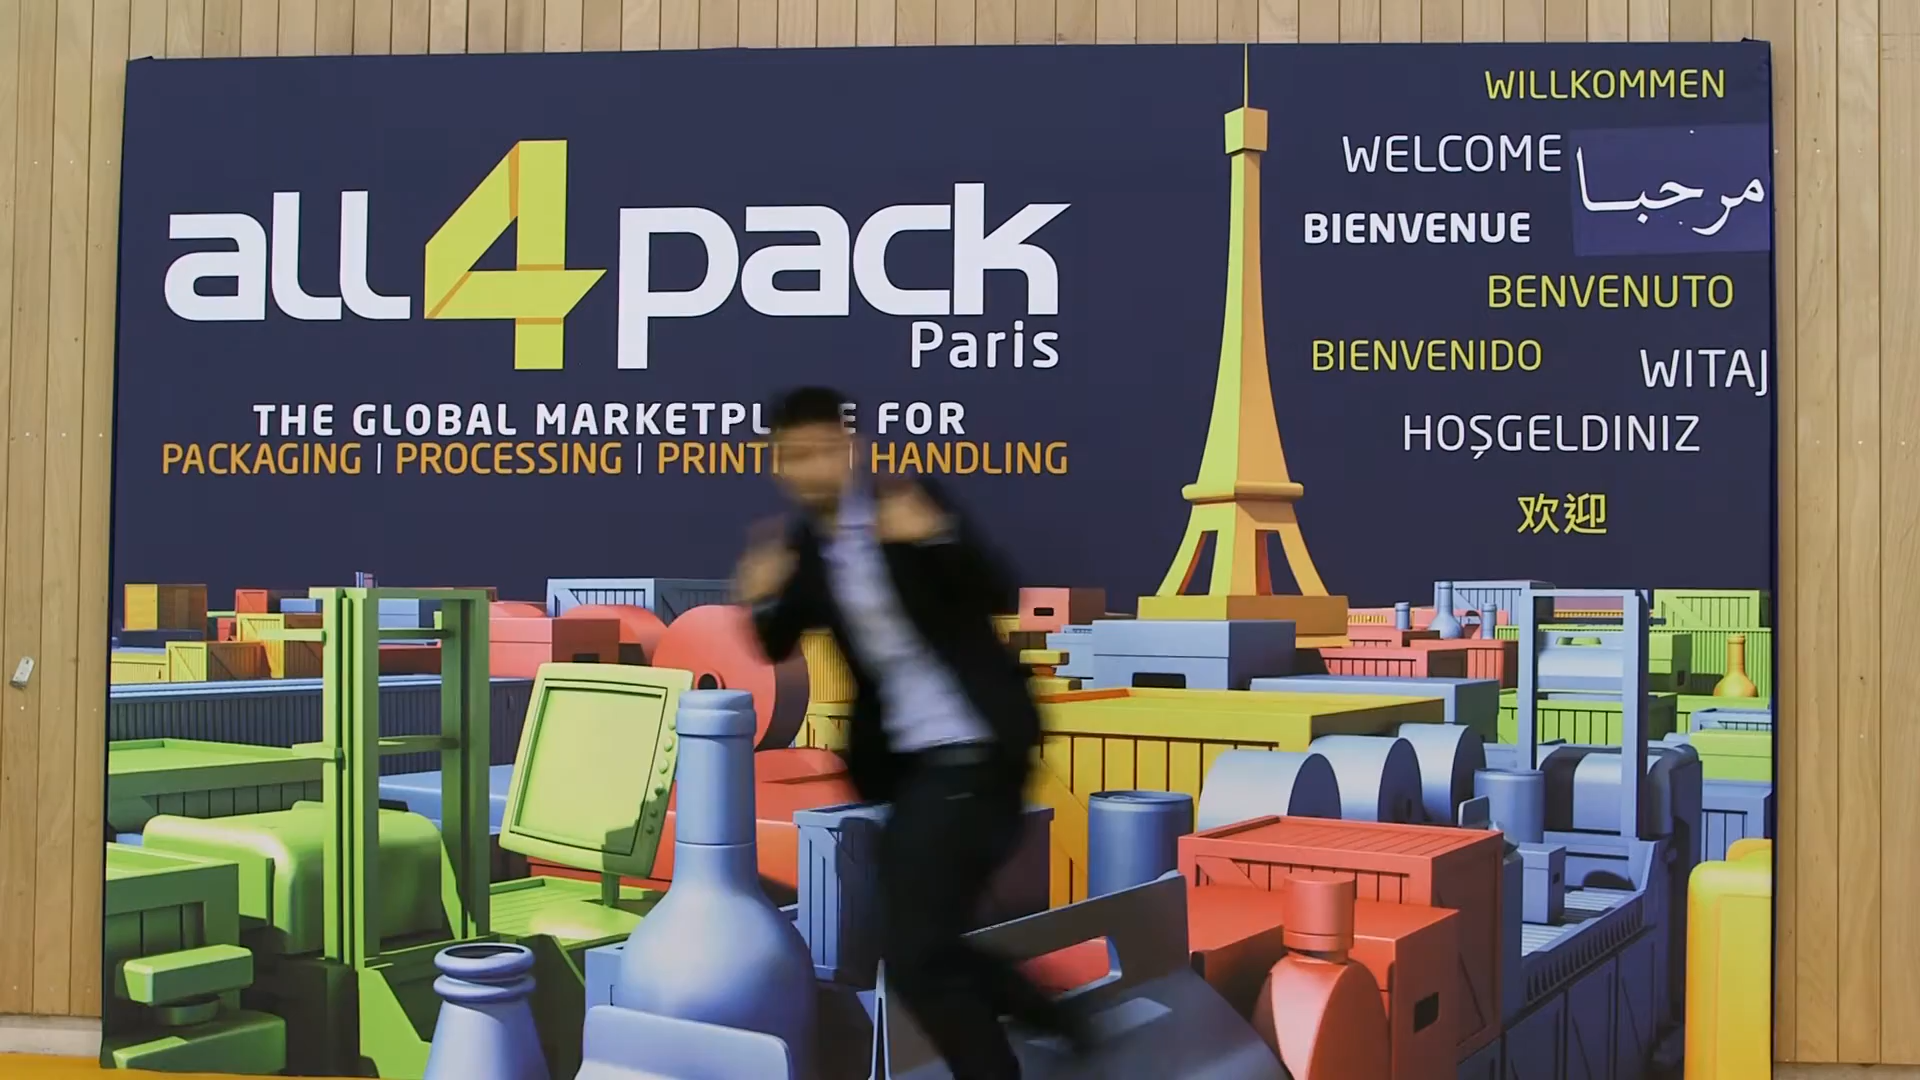 all4pack
Paris
THE GLOBAL MARKETPL E FOR
PACKAGING | PROCESSING | PRINTI | HANDLING
WILLKOMMEN
WELCOME
مرحبا
BIENVENUE
BENVENUTO
BIENVENIDO
WITAJ
HOŞGELDINIZ
欢迎